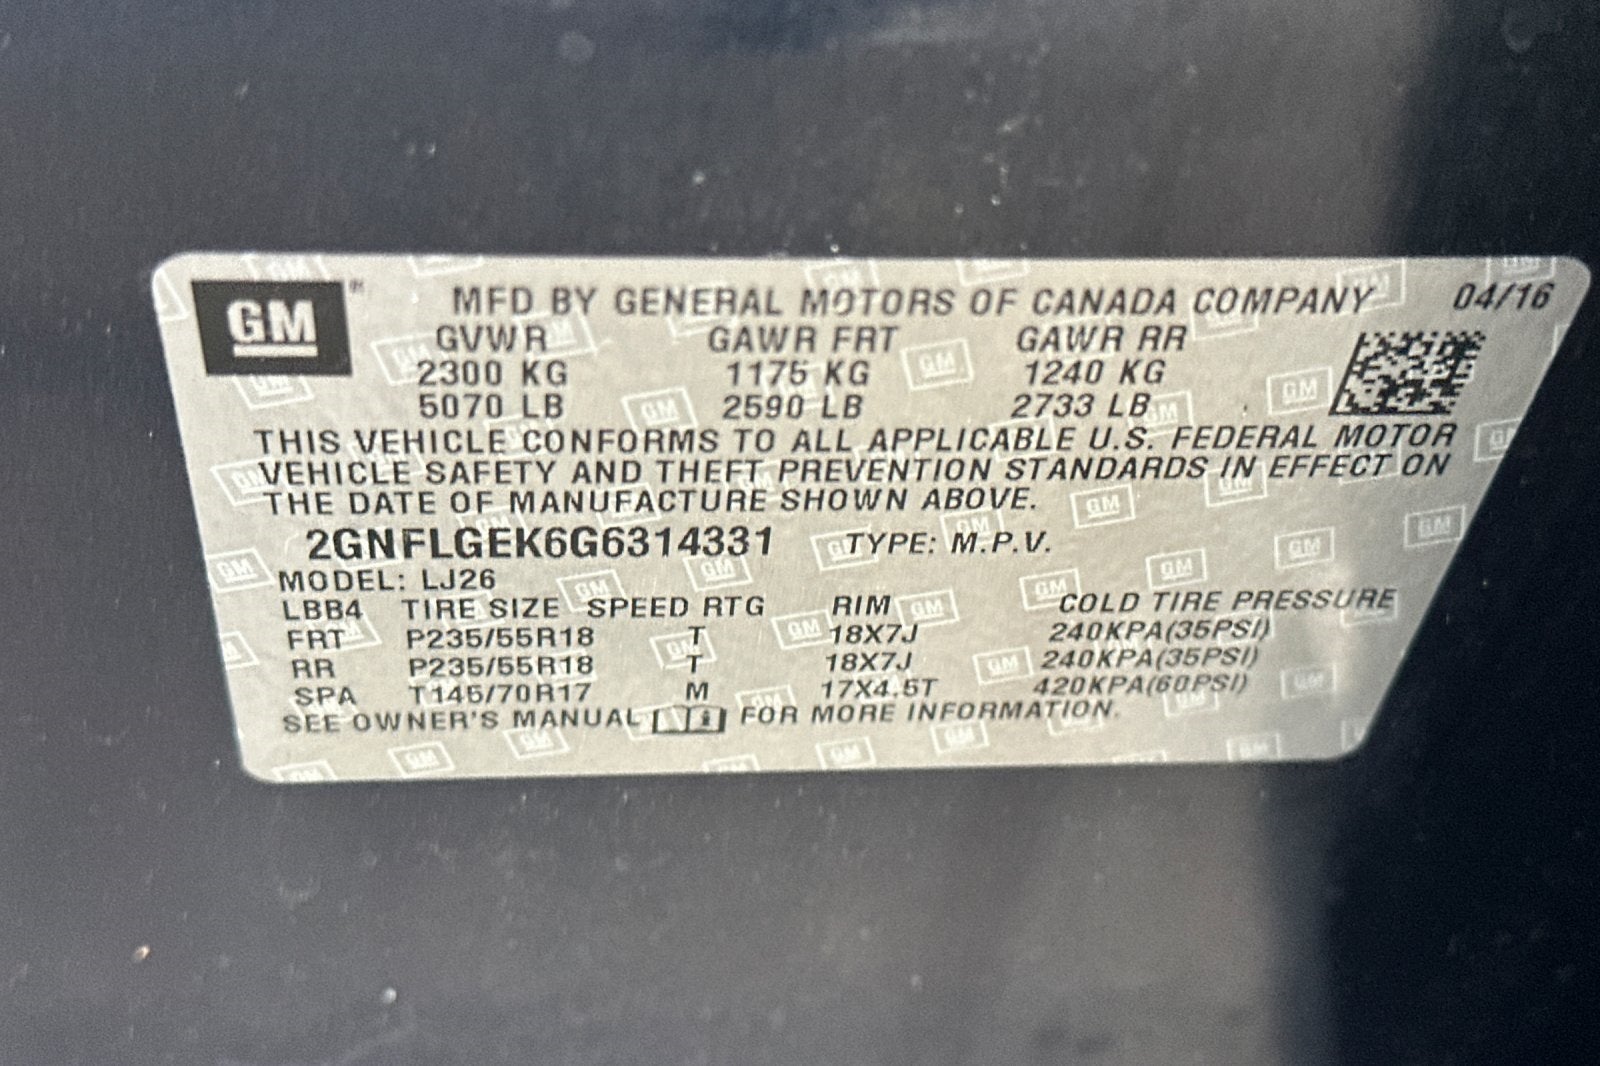 GM MFD BY GENERAL MOTORS OF CANADA COMPANY 04/16
GVWR GAWR FRT GAWR RR
2300 KG 1175 KG 1240 KG
5070 LB 2590 LB 2733 LB
THIS VEHICLE CONFORMS TO ALL APPLICABLE U.S. FEDERAL MOTOR
VEHICLE SAFETY AND THEFT PREVENTION STANDARDS IN EFFECT ON
THE DATE OF MANUFACTURE SHOWN ABOVE.
2GNFLGEK6G6314331 TYPE: M.P.V.
MODEL: LJ26
LBB4 TIRE SIZE SPEED RTG RIM COLD TIRE PRESSURE
FRT P235/55R18 T 18X7J 240KPA(35PSI)
RR P235/55R18 T 18X7J 240KPA(35PSI)
SPA T145/70R17 M 17X4.5T 420KPA(60PSI)
SEE OWNER'S MANUAL FOR MORE INFORMATION.